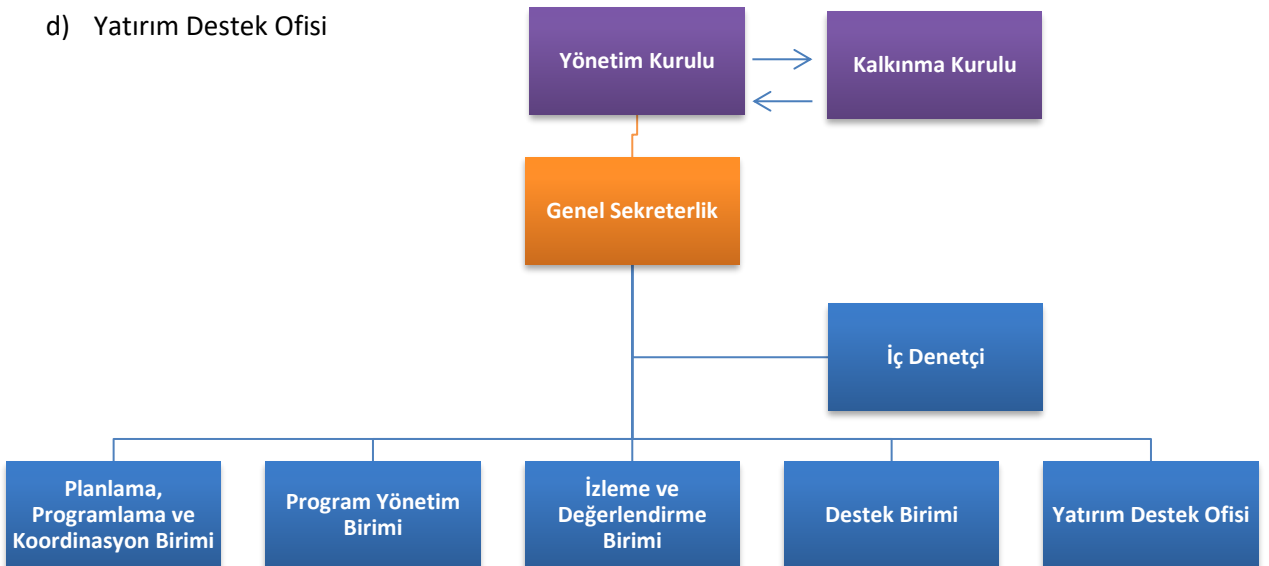 d) Yatırım Destek Ofisi
Yönetim Kurulu
Kalkınma Kurulu
Genel Sekreterlik
İç Denetçi
Planlama,
Programlama ve
Koordinasyon Birimi
Program Yönetim
Birimi
İzleme ve
Değerlendirme
Birimi
Destek Birimi
Yatırım Destek Ofisi